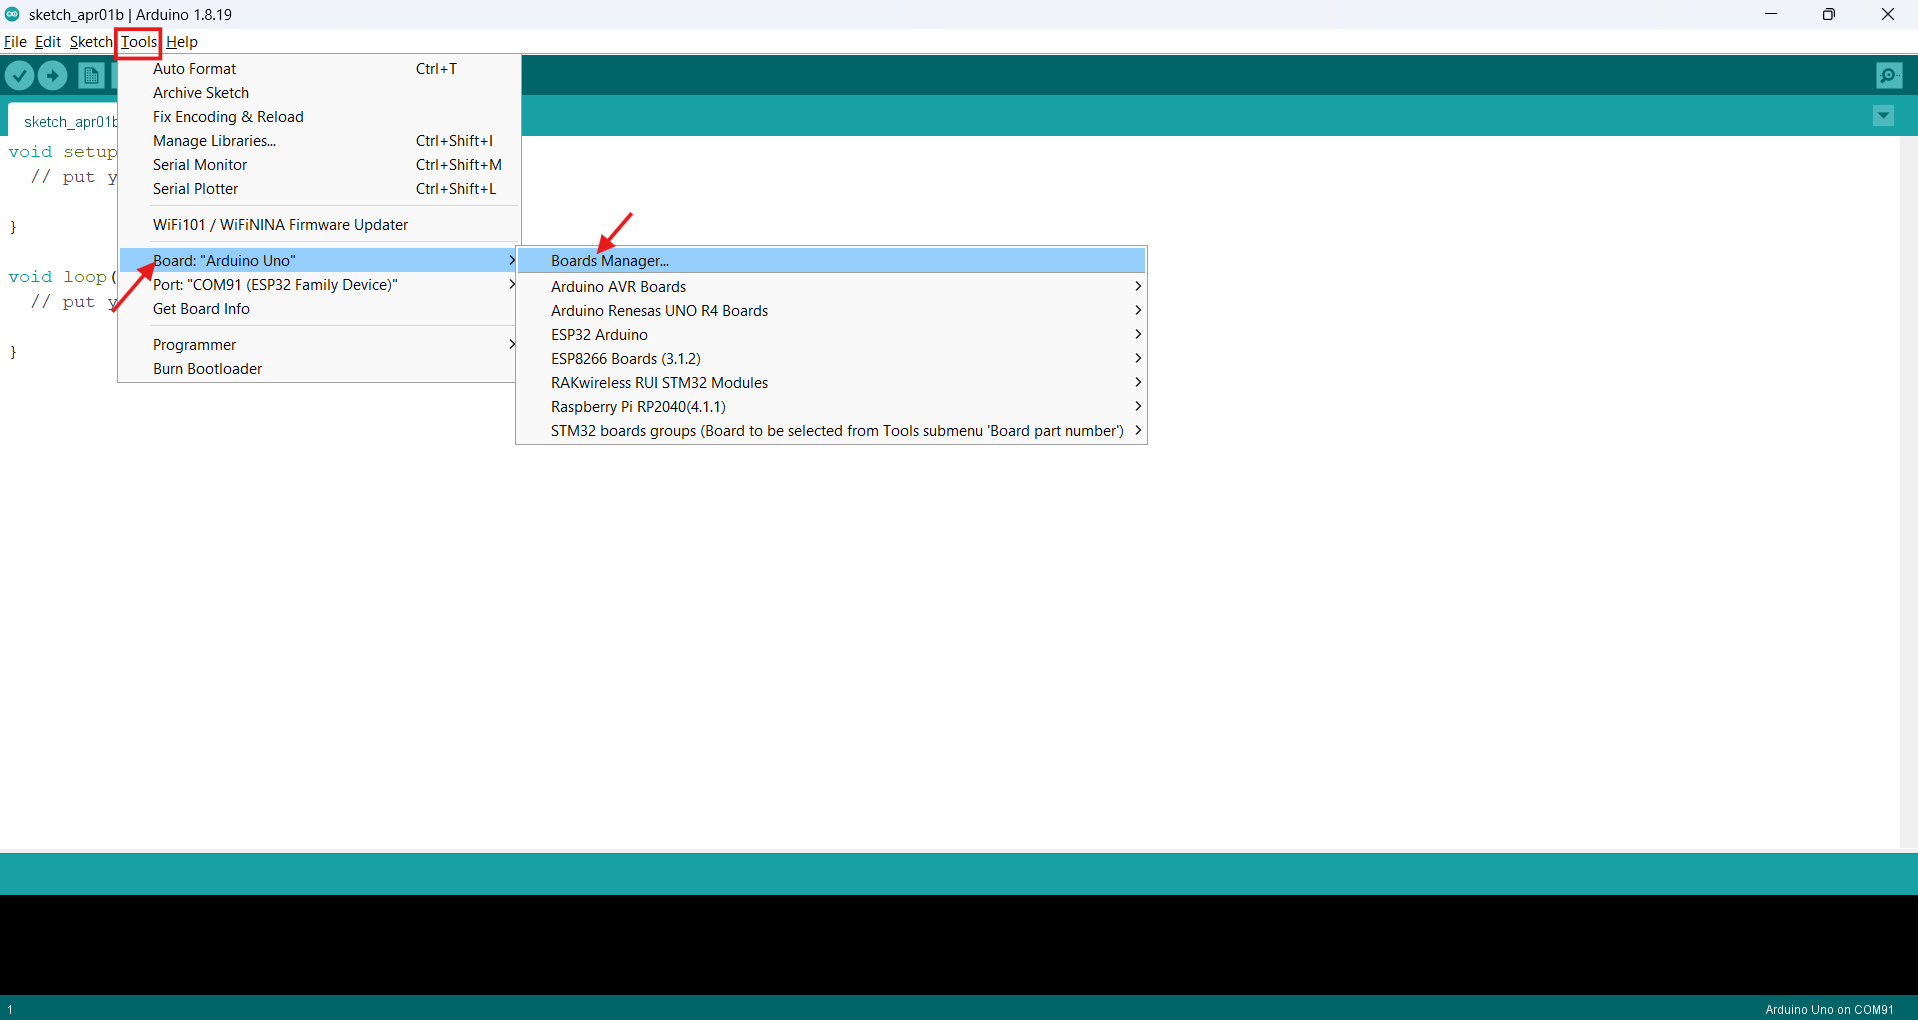 sketch_apr01b | Arduino 1.8.19
File Edit Sketch Tools Help
Auto Format Ctrl+T
Archive Sketch
Fix Encoding & Reload
Manage Libraries... Ctrl+Shift+I
Serial Monitor Ctrl+Shift+M
Serial Plotter Ctrl+Shift+L
WiFi101 / WiFiNINA Firmware Updater
Board: "Arduino Uno"
Port: "COM91 (ESP32 Family Device)"
Get Board Info
Programmer
Burn Bootloader
Boards Manager...
Arduino AVR Boards
Arduino Renesas UNO R4 Boards
ESP32 Arduino
ESP8266 Boards (3.1.2)
RAKwireless RUI STM32 Modules
Raspberry Pi RP2040(4.1.1)
STM32 boards groups (Board to be selected from Tools submenu 'Board part number')
sketch_apr01b
void setup
// put y
}
void loop(
// put y
}
1
Arduino Uno on COM91